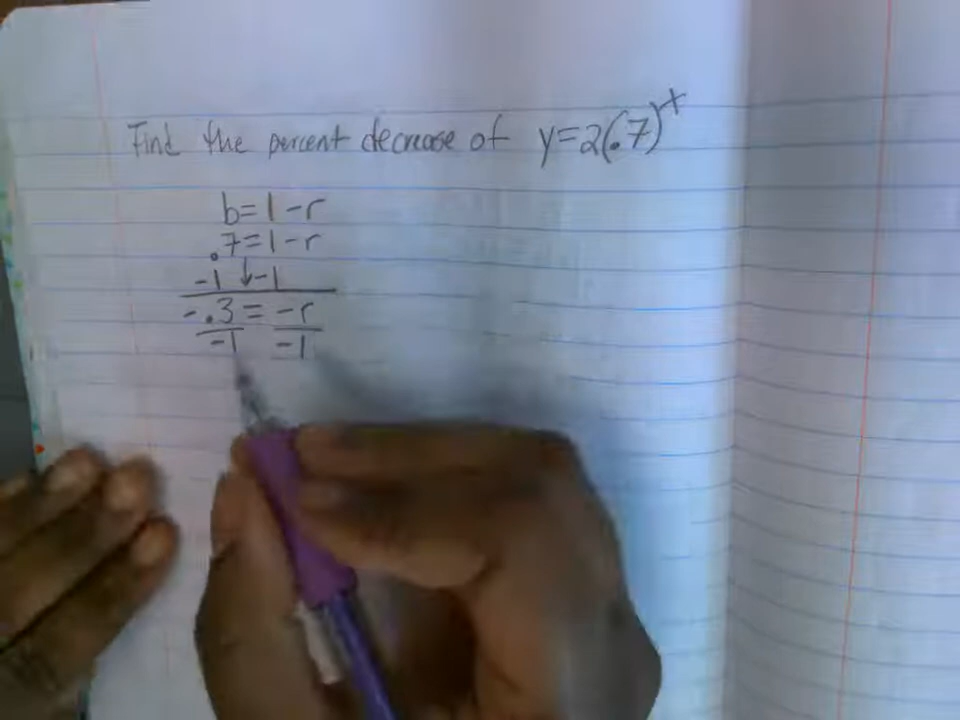 Find the percent decrease of y=2(.7)^t
b=1-r
.7=1-r
-1 ↓-1
-.3=-r
-1 -1